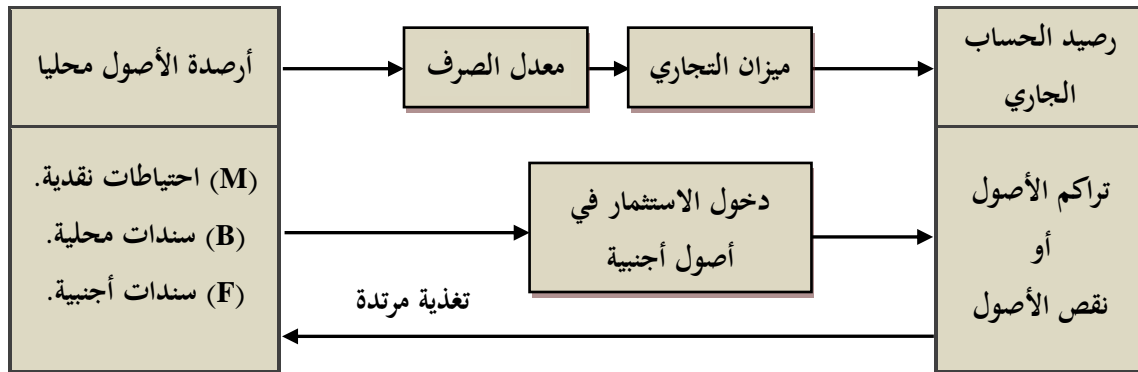 أرصدة الأصول محليا
معدل الصرف
ميزان التجاري
رصيد الحساب
الجاري
(M) احتياطات نقدية.
(B) سندات محلية.
(F) سندات أجنبية.
دخول الاستثمار في
أصول أجنبية
تغذية مرتدة
تراكم الأصول
أو
نقص الأصول